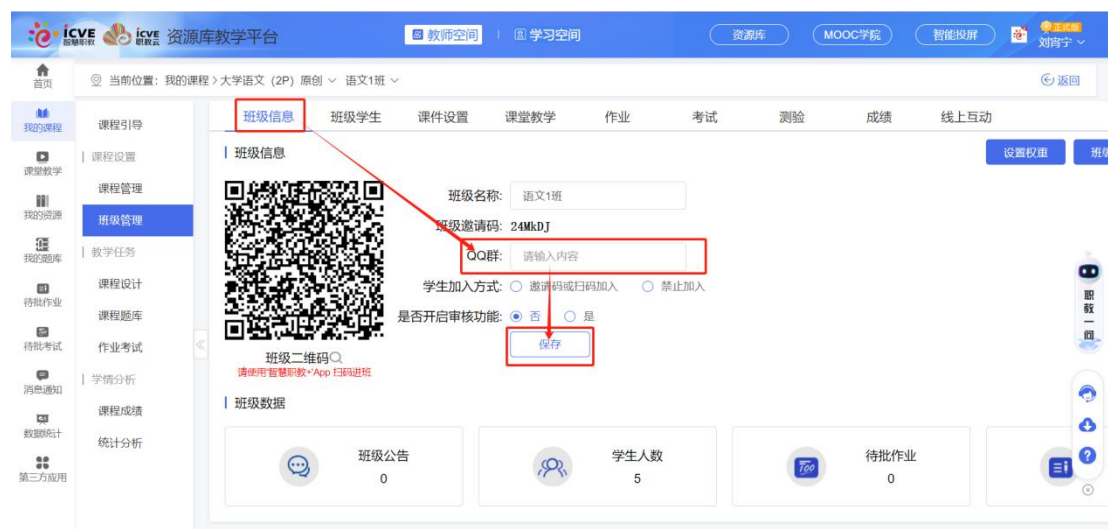 icve 智慧职教 icve 职教云 资源库教学平台 教师空间 学习空间 资源库 MOOC学院 智能投屏 正式版
刘宵宁
首页
当前位置：我的课程>大学语文（2P）原创 语文1班
返回
我的课程
课堂教学
我的资源
我的题库
待批作业
待批考试
消息通知
数据统计
第三方应用
课程引导
课程设置
课程管理
班级管理
教学任务
课程设计
课程题库
作业考试
学情分析
课程成绩
统计分析
班级信息 班级学生 课件设置 课堂教学 作业 考试 测验 成绩 线上互动
班级信息
设置权重 班级
班级名称: 语文1班
班级邀请码: 24MkDJ
QQ群: 请输入内容
学生加入方式: 邀请码或扫码加入 禁止加入
是否开启审核功能: 否 是
保存
班级二维码
请使用'智慧职教+'App 扫码进班
班级数据
班级公告
0
学生人数
5
待批作业
0
职教一问